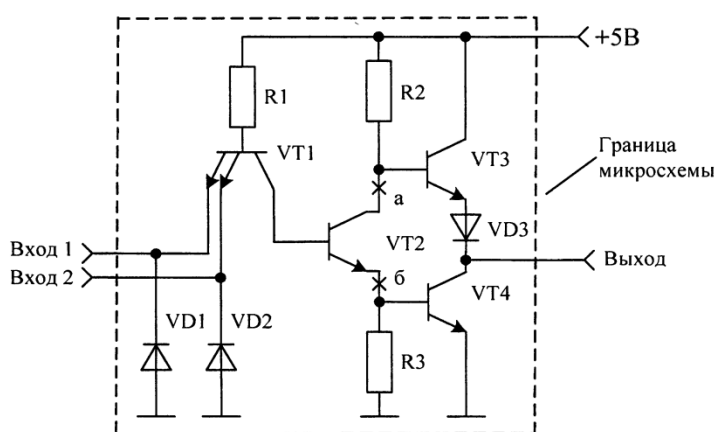 +5В
R1
R2
VT1
VT3
Граница
микросхемы
а
VD3
Вход 1
VT2
Выход
Вход 2
б
VT4
VD1
VD2
R3